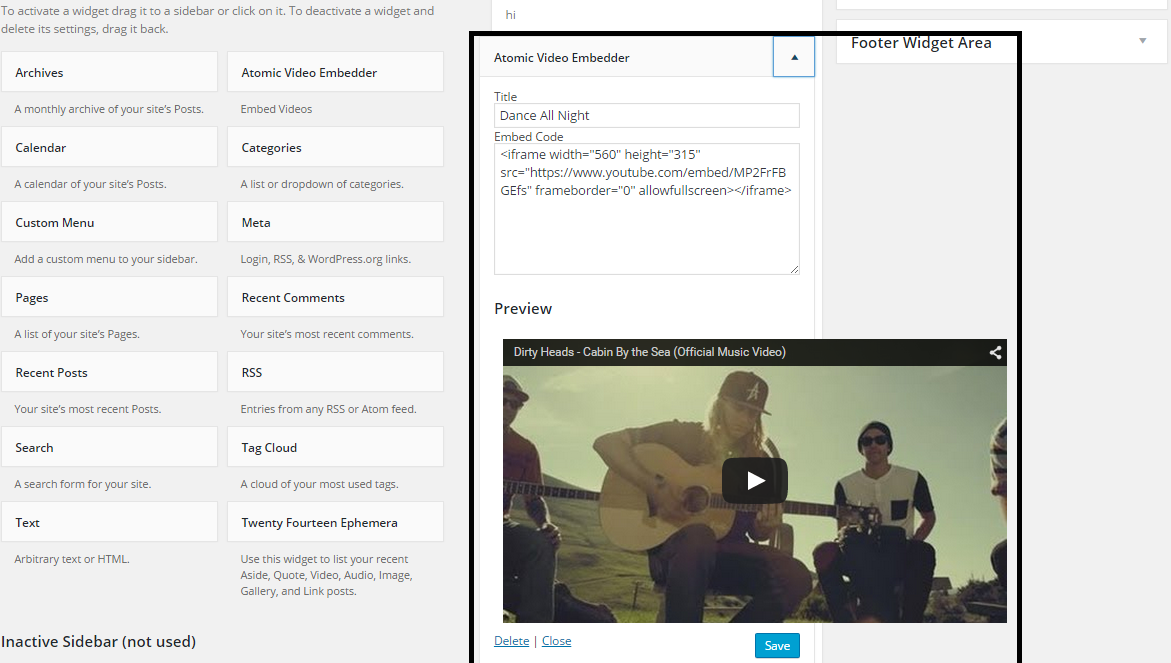 To activate a widget drag it to a sidebar or click on it. To deactivate a widget and
delete its settings, drag it back.
Archives
A monthly archive of your site's Posts.
Atomic Video Embedder
Embed Videos
Calendar
A calendar of your site's Posts.
Categories
A list or dropdown of categories.
Custom Menu
Add a custom menu to your sidebar.
Meta
Login, RSS, & WordPress.org links.
Pages
A list of your site's Pages.
Recent Comments
Your site's most recent comments.
Recent Posts
Your site's most recent Posts.
RSS
Entries from any RSS or Atom feed.
Search
A search form for your site.
Tag Cloud
A cloud of your most used tags.
Text
Arbitrary text or HTML.
Twenty Fourteen Ephemera
Use this widget to list your recent
Aside, Quote, Video, Audio, Image,
Gallery, and Link posts.
Inactive Sidebar (not used)
hi
Atomic Video Embedder
Title
Dance All Night
Embed Code
<iframe width="560" height="315"
src="https://www.youtube.com/embed/MP2FrFB
GEfs" frameborder="0" allowfullscreen></iframe>
Preview
Dirty Heads - Cabin By the Sea (Official Music Video)
A
Delete | Close
Save
Footer Widget Area